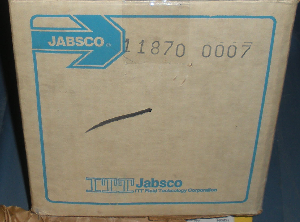 JABSCO
11870 0007
ITT Jabsco
ITT Fluid Technology Corporation